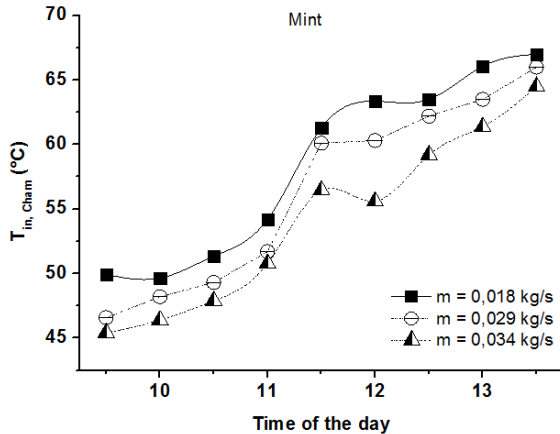 Mint
70
65
60
55
50
45
T in, Cham (°C)
10 11 12 13
Time of the day
m = 0,018 kg/s
m = 0,029 kg/s
m = 0,034 kg/s